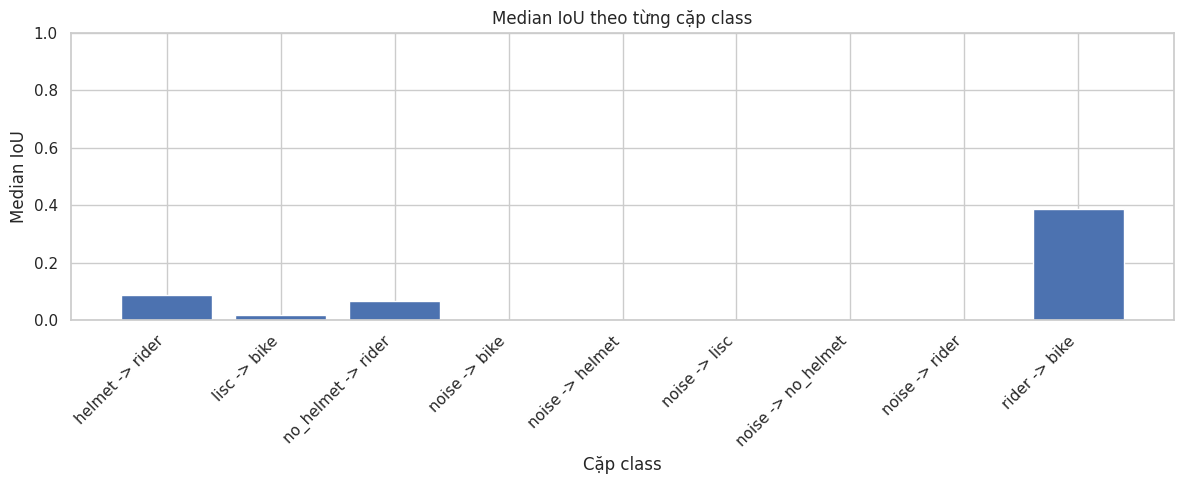 Median IoU theo từng cặp class
Median IoU
1.0
0.8
0.6
0.4
0.2
0.0
helmet -> rider
lisc -> bike
no_helmet -> rider
noise -> bike
noise -> helmet
noise -> lisc
noise -> no_helmet
noise -> rider
rider -> bike
Cặp class